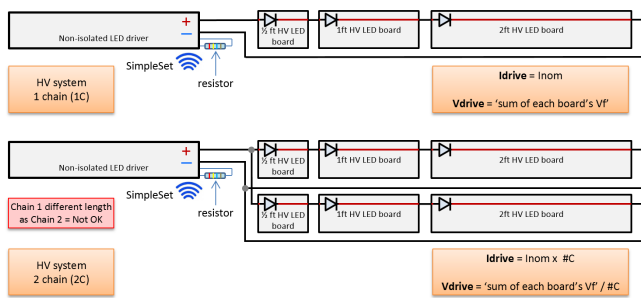 +
Non-isolated LED driver
−
SimpleSet
resistor
½ ft HV LED
board
1ft HV LED board
2ft HV LED board
HV system
1 chain (1C)
Idrive = Inom
Vdrive = ‘sum of each board’s Vf’
+
Non-isolated LED driver
−
SimpleSet
resistor
½ ft HV LED
board
1ft HV LED board
2ft HV LED board
½ ft HV LED
board
1ft HV LED board
2ft HV LED board
Chain 1 different length
as Chain 2 = Not OK
HV system
2 chain (2C)
Idrive = Inom x #C
Vdrive = ‘sum of each board’s Vf’ / #C